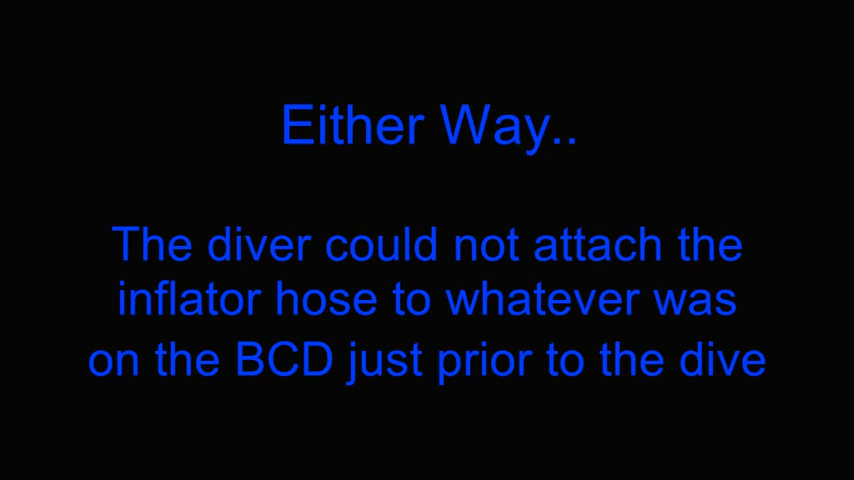 Either Way..
The diver could not attach the
inflator hose to whatever was
on the BCD just prior to the dive